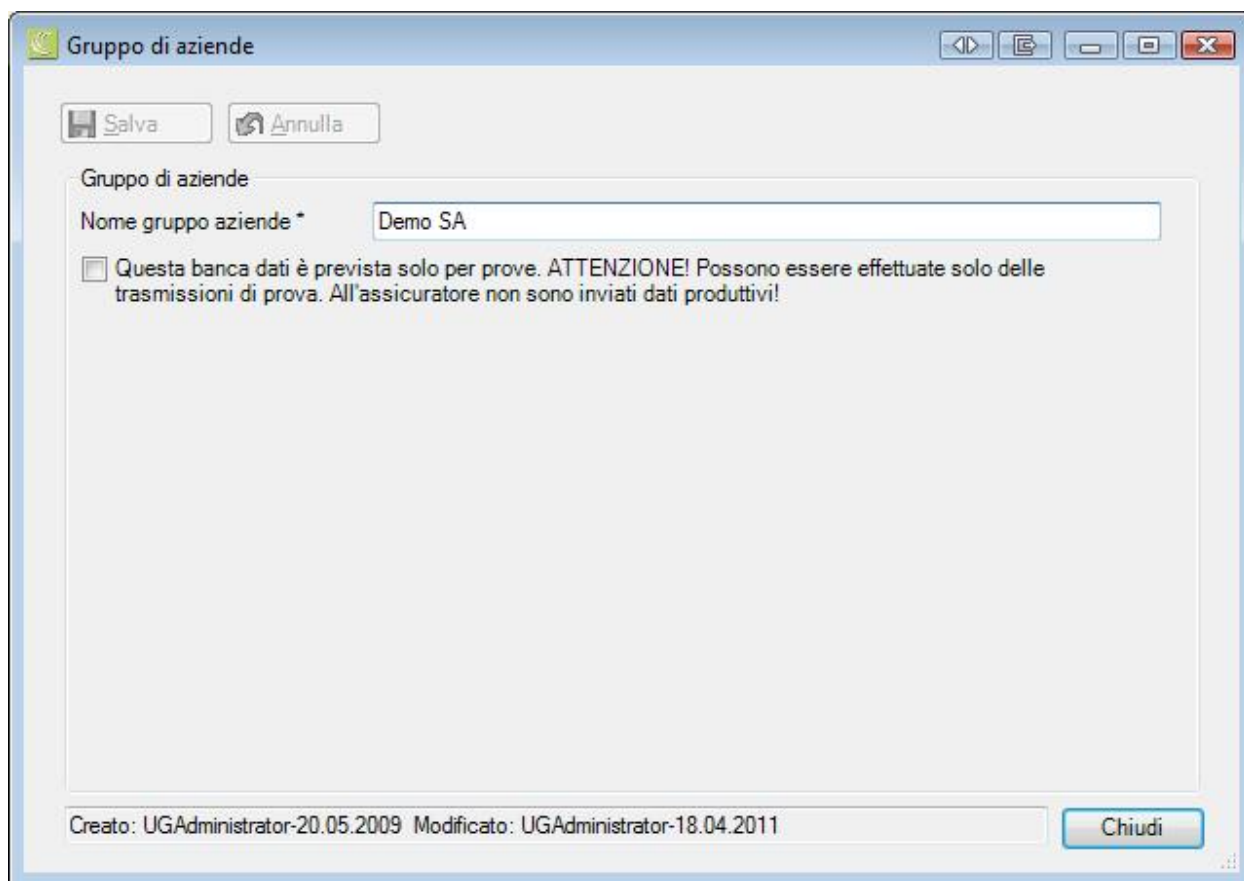 Gruppo di aziende
Salva Annulla
Gruppo di aziende
Nome gruppo aziende * Demo SA
Questa banca dati è prevista solo per prove. ATTENZIONE! Possono essere effettuate solo delle
trasmissioni di prova. All'assicuratore non sono inviati dati produttivi!
Creato: UGAdministrator-20.05.2009 Modificato: UGAdministrator-18.04.2011 Chiudi